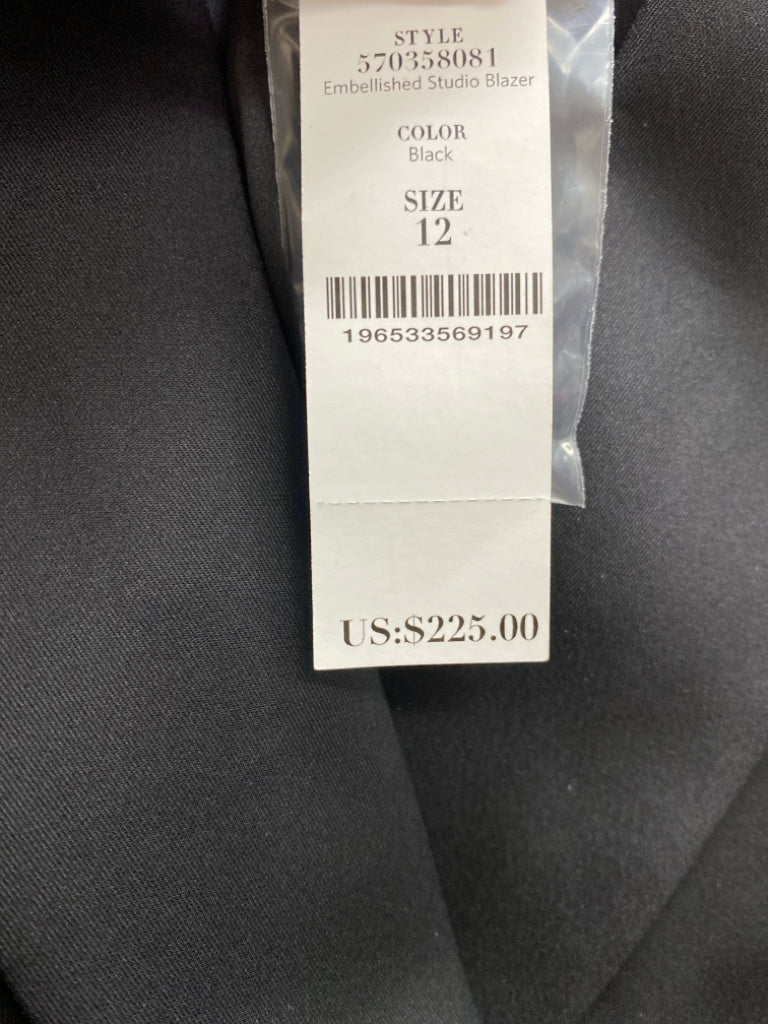 STYLE
570358081
Embellished Studio Blazer
COLOR
Black
SIZE
12
196533569197
US:$225.00